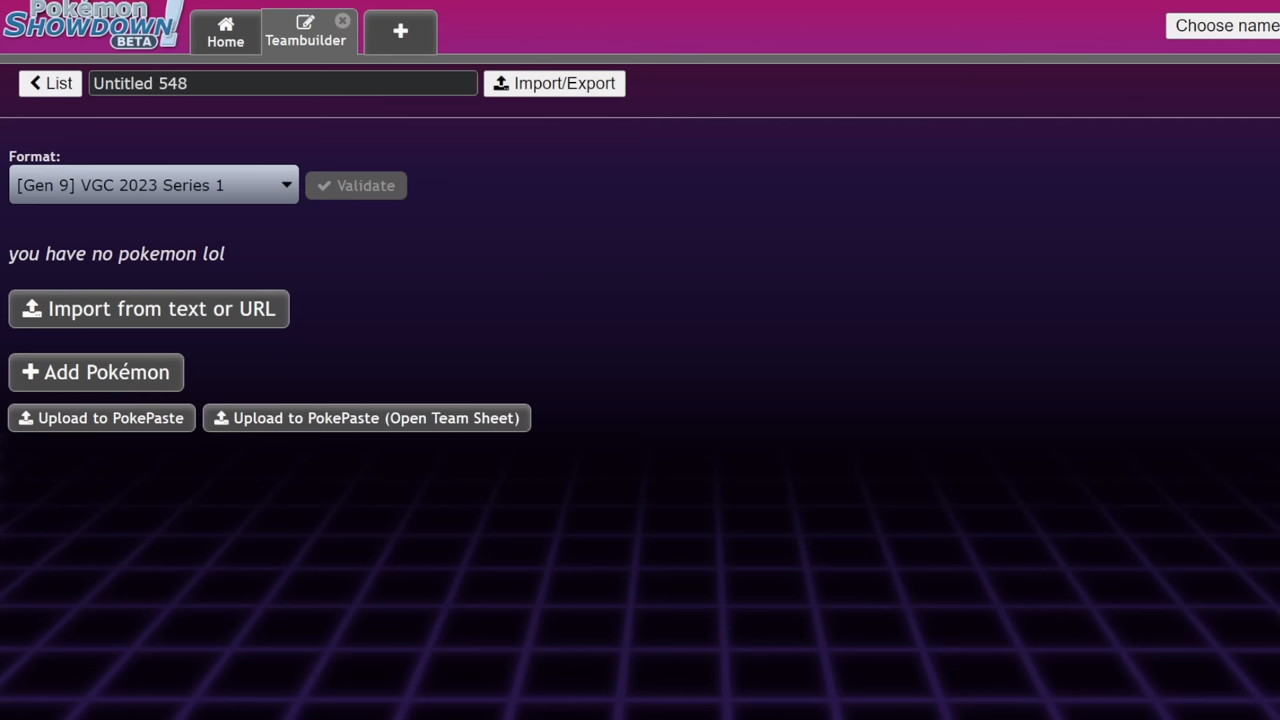 Pokémon
SHOWDOWN!
BETA
Home
Teambuilder
Choose name
List
Untitled 548
Import/Export
Format:
[Gen 9] VGC 2023 Series 1
Validate
you have no pokemon lol
Import from text or URL
Add Pokémon
Upload to PokePaste
Upload to PokePaste (Open Team Sheet)